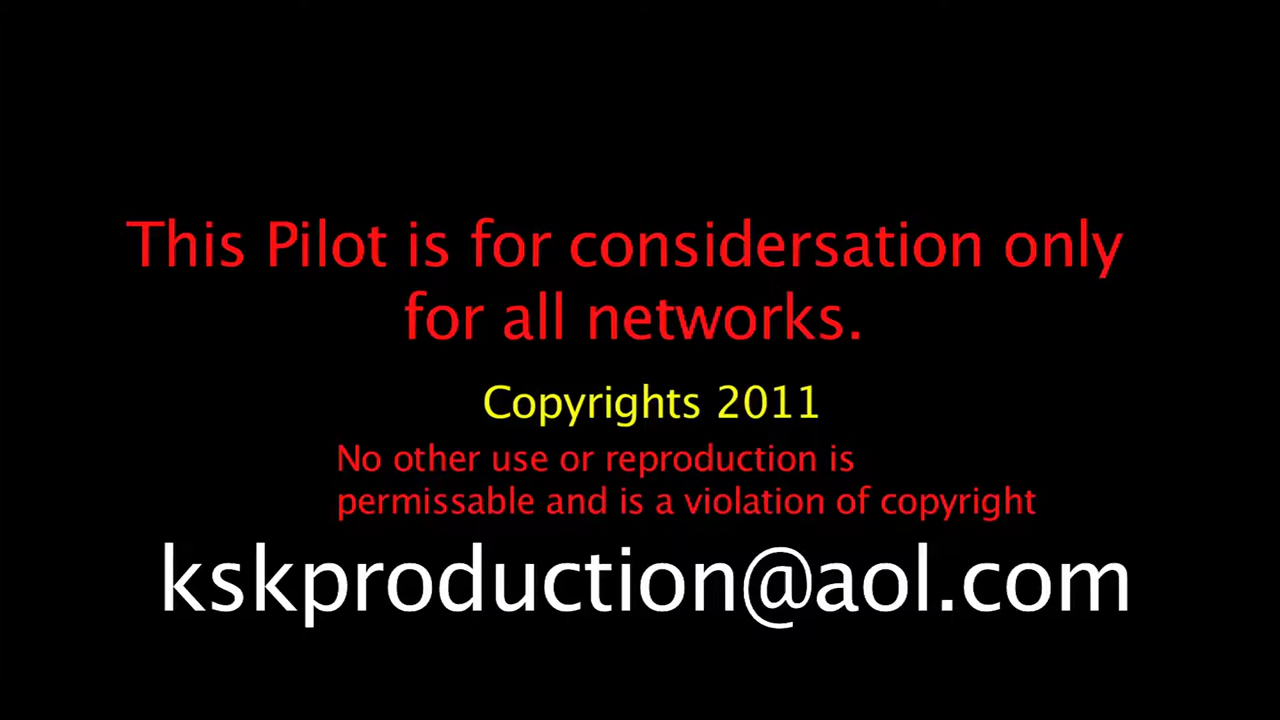 This Pilot is for considersation only
for all networks.
Copyrights 2011
No other use or reproduction is
permissable and is a violation of copyright
kskproduction@aol.com